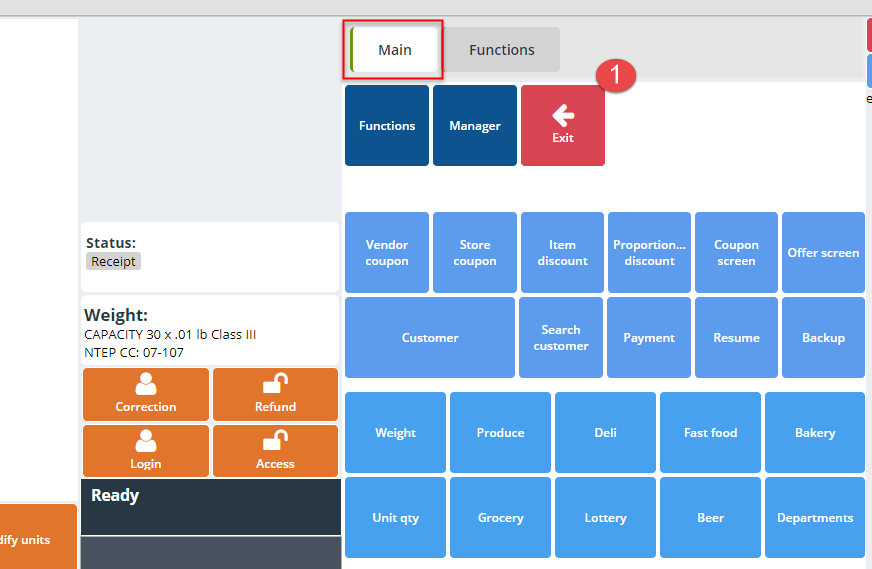 Main
Functions
1
Functions
Manager
Exit
Status:
Receipt
Vendor
coupon
Store
coupon
Item
discount
Proportion...
discount
Coupon
screen
Offer screen
Weight:
CAPACITY 30 x .01 lb Class III
NTEP CC: 07-107
Customer
Search
customer
Payment
Resume
Backup
Correction
Refund
Login
Access
Weight
Produce
Deli
Fast food
Bakery
Ready
Unit qty
Grocery
Lottery
Beer
Departments
dify units
e